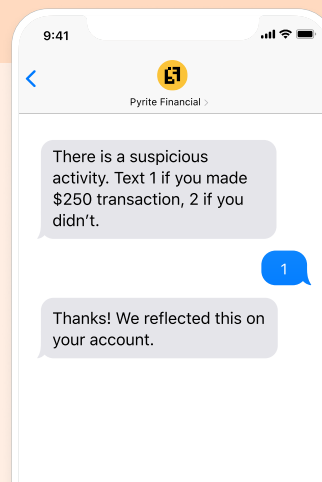 9:41
Pyrite Financial
There is a suspicious
activity. Text 1 if you made
$250 transaction, 2 if you
didn’t.
1
Thanks! We reflected this on
your account.